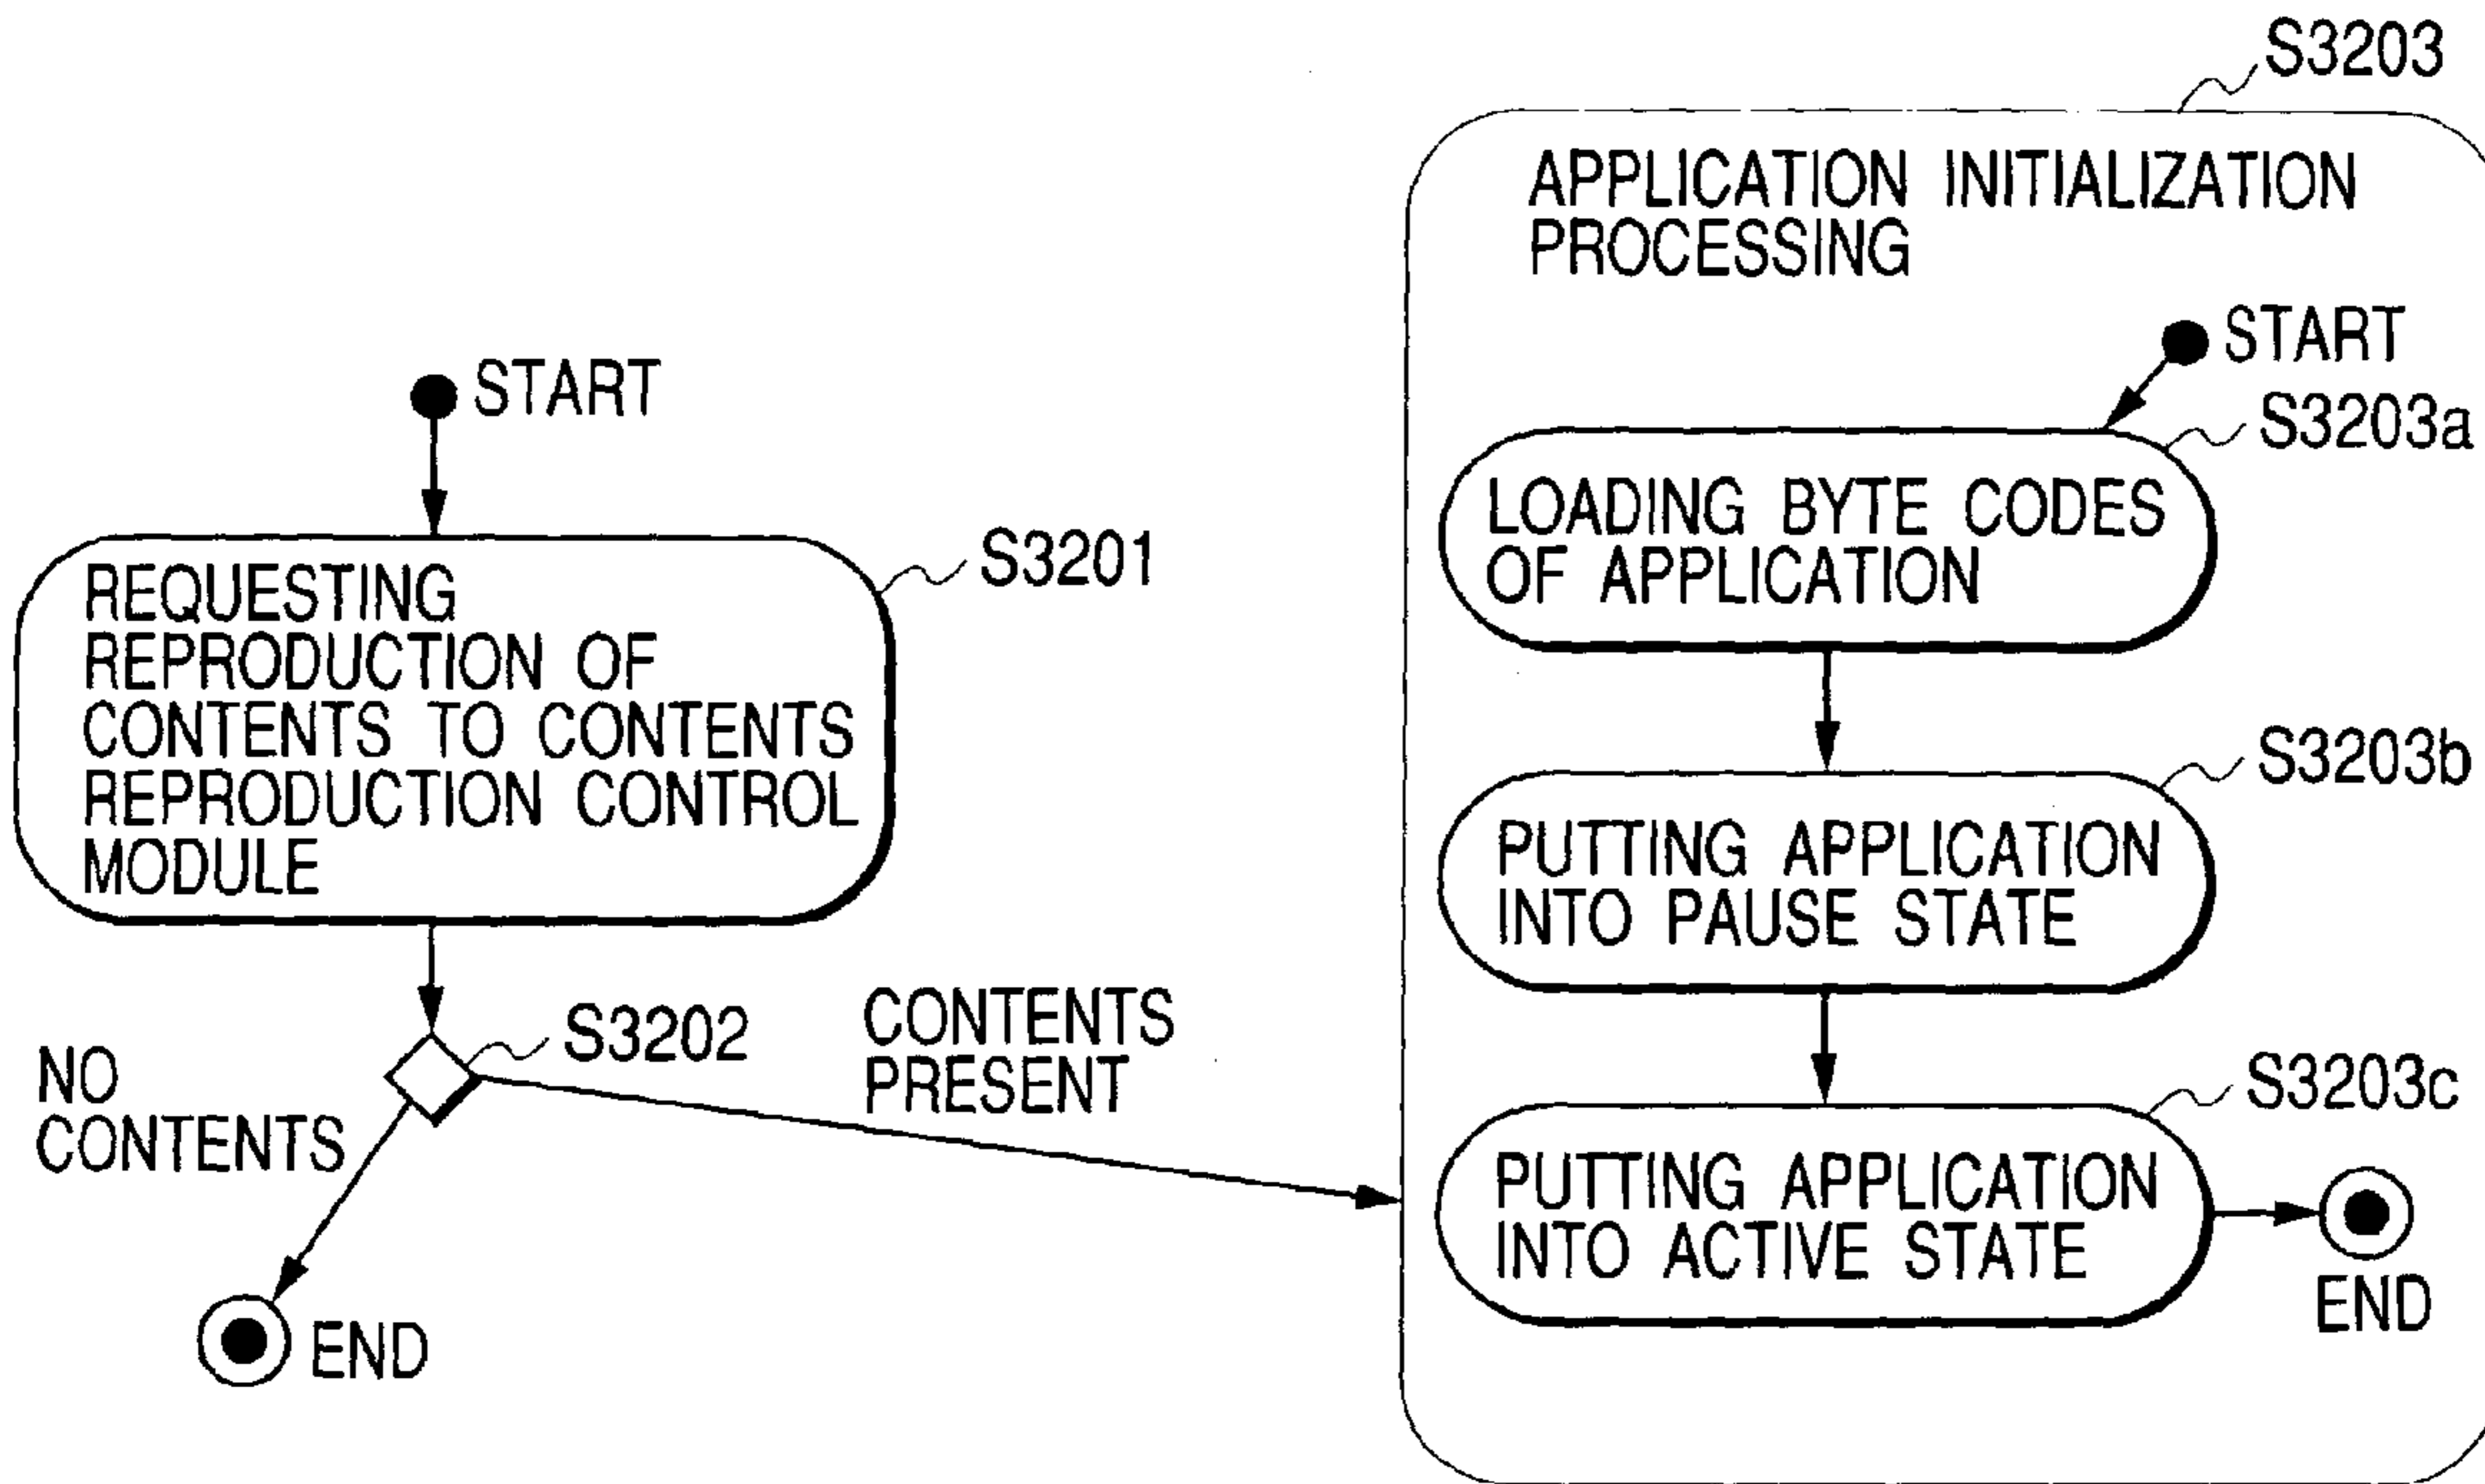 START
S3201
REQUESTING
REPRODUCTION OF
CONTENTS TO CONTENTS
REPRODUCTION CONTROL
MODULE
S3202
NO
CONTENTS
CONTENTS
PRESENT
END
S3203
APPLICATION INITIALIZATION
PROCESSING
START
S3203a
LOADING BYTE CODES
OF APPLICATION
S3203b
PUTTING APPLICATION
INTO PAUSE STATE
S3203c
PUTTING APPLICATION
INTO ACTIVE STATE
END